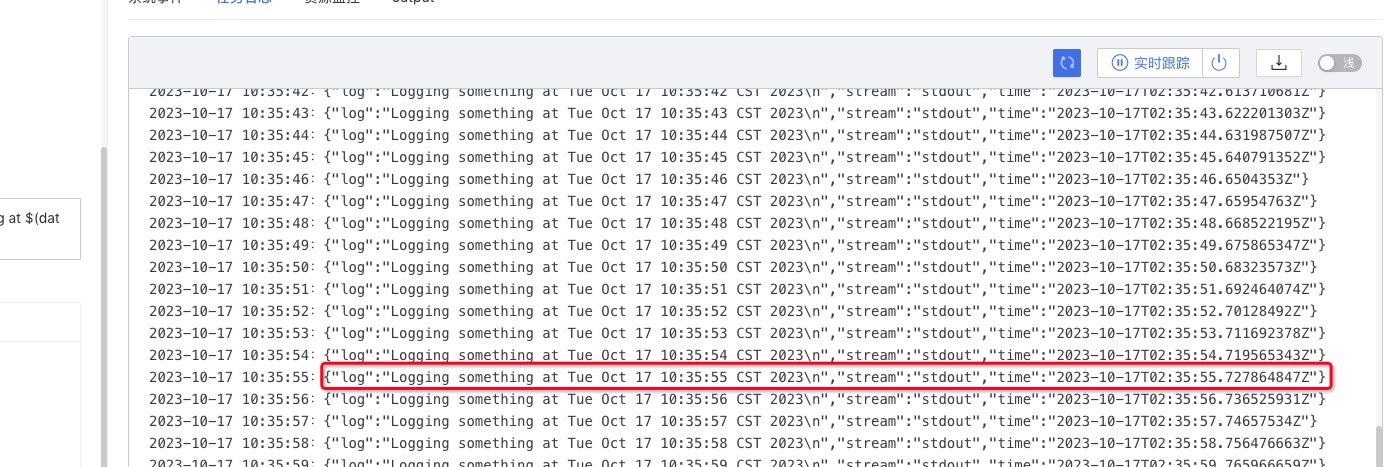 系统事件 任务日志 资源监控 output
实时跟踪 浅
2023-10-17 10:35:42: {"log":"Logging something at Tue Oct 17 10:35:42 CST 2023\n","stream":"stdout","time":"2023-10-17T02:35:42.613710681Z"}
2023-10-17 10:35:43: {"log":"Logging something at Tue Oct 17 10:35:43 CST 2023\n","stream":"stdout","time":"2023-10-17T02:35:43.622201303Z"}
2023-10-17 10:35:44: {"log":"Logging something at Tue Oct 17 10:35:44 CST 2023\n","stream":"stdout","time":"2023-10-17T02:35:44.631987507Z"}
2023-10-17 10:35:45: {"log":"Logging something at Tue Oct 17 10:35:45 CST 2023\n","stream":"stdout","time":"2023-10-17T02:35:45.640791352Z"}
2023-10-17 10:35:46: {"log":"Logging something at Tue Oct 17 10:35:46 CST 2023\n","stream":"stdout","time":"2023-10-17T02:35:46.6504353Z"}
2023-10-17 10:35:47: {"log":"Logging something at Tue Oct 17 10:35:47 CST 2023\n","stream":"stdout","time":"2023-10-17T02:35:47.65954763Z"}
g at $(dat
2023-10-17 10:35:48: {"log":"Logging something at Tue Oct 17 10:35:48 CST 2023\n","stream":"stdout","time":"2023-10-17T02:35:48.668522195Z"}
2023-10-17 10:35:49: {"log":"Logging something at Tue Oct 17 10:35:49 CST 2023\n","stream":"stdout","time":"2023-10-17T02:35:49.675865347Z"}
2023-10-17 10:35:50: {"log":"Logging something at Tue Oct 17 10:35:50 CST 2023\n","stream":"stdout","time":"2023-10-17T02:35:50.68323573Z"}
2023-10-17 10:35:51: {"log":"Logging something at Tue Oct 17 10:35:51 CST 2023\n","stream":"stdout","time":"2023-10-17T02:35:51.692464074Z"}
2023-10-17 10:35:52: {"log":"Logging something at Tue Oct 17 10:35:52 CST 2023\n","stream":"stdout","time":"2023-10-17T02:35:52.70128492Z"}
2023-10-17 10:35:53: {"log":"Logging something at Tue Oct 17 10:35:53 CST 2023\n","stream":"stdout","time":"2023-10-17T02:35:53.711692378Z"}
2023-10-17 10:35:54: {"log":"Logging something at Tue Oct 17 10:35:54 CST 2023\n","stream":"stdout","time":"2023-10-17T02:35:54.719565343Z"}
2023-10-17 10:35:55: {"log":"Logging something at Tue Oct 17 10:35:55 CST 2023\n","stream":"stdout","time":"2023-10-17T02:35:55.727864847Z"}
2023-10-17 10:35:56: {"log":"Logging something at Tue Oct 17 10:35:56 CST 2023\n","stream":"stdout","time":"2023-10-17T02:35:56.736525931Z"}
2023-10-17 10:35:57: {"log":"Logging something at Tue Oct 17 10:35:57 CST 2023\n","stream":"stdout","time":"2023-10-17T02:35:57.74657534Z"}
2023-10-17 10:35:58: {"log":"Logging something at Tue Oct 17 10:35:58 CST 2023\n","stream":"stdout","time":"2023-10-17T02:35:58.756476663Z"}
2023-10-17 10:35:59: {"log":"Logging something at Tue Oct 17 10:35:59 CST 2023\n","stream":"stdout","time":"2023-10-17T02:35:59.765966659Z"}